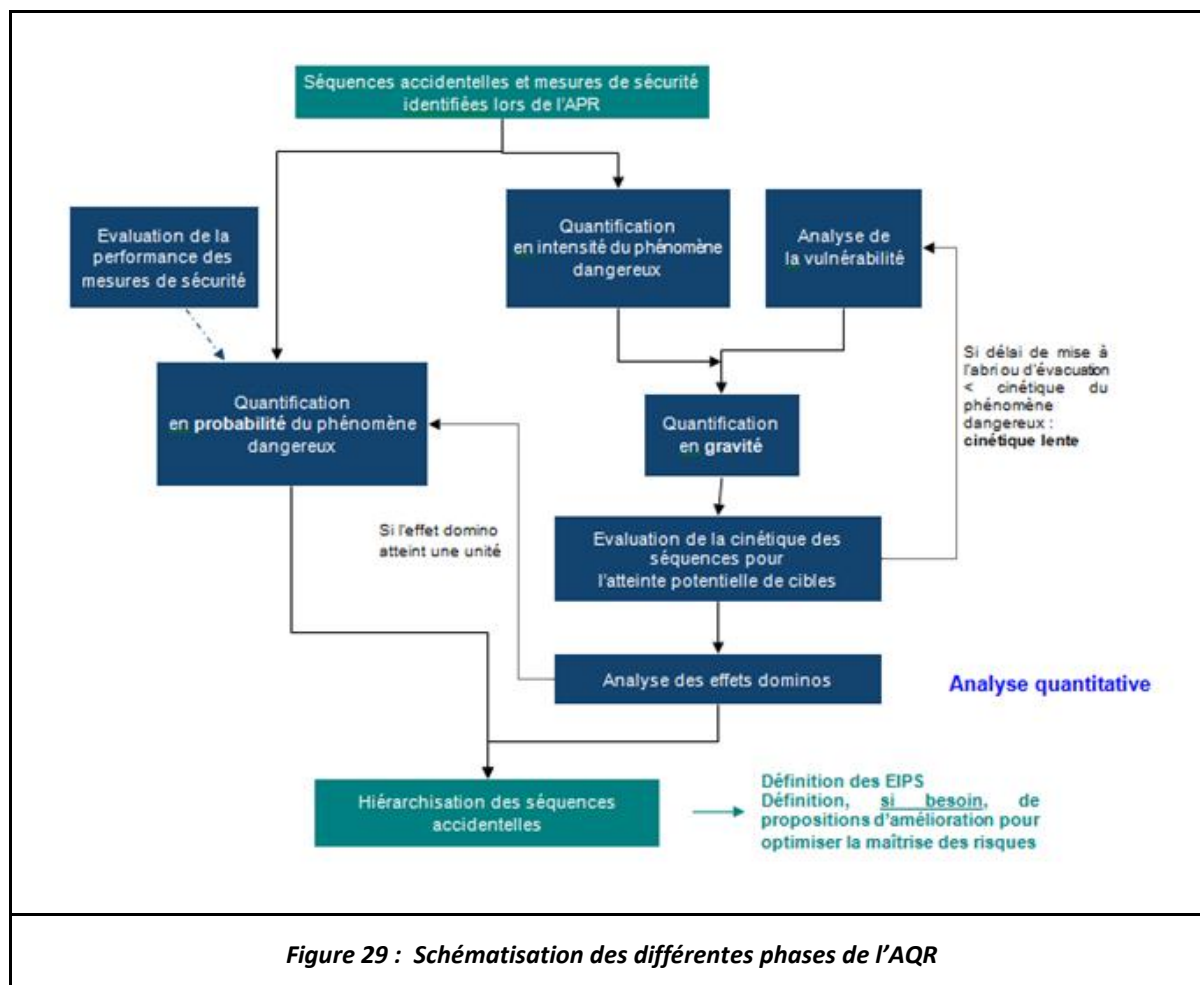 Séquences accidentelles et mesures de sécurité
identifiées lors de l'APR
Evaluation de la
performance des
mesures de sécurité
Quantification
en intensité du phénomène
dangereux
Analyse de
la vulnérabilité
Quantification
en probabilité du phénomène
dangereux
Quantification
en gravité
Si délai de mise à
l'abri ou d'évacuation
< cinétique du
phénomène
dangereux :
cinétique lente
Si l'effet domino
atteint une unité
Evaluation de la cinétique des
séquences pour
l'atteinte potentielle de cibles
Analyse des effets dominos
Analyse quantitative
Hiérarchisation des séquences
accidentelles
Définition des EIPS
Définition, si besoin, de
propositions d'amélioration pour
optimiser la maîtrise des risques
Figure 29 : Schématisation des différentes phases de l'AQR